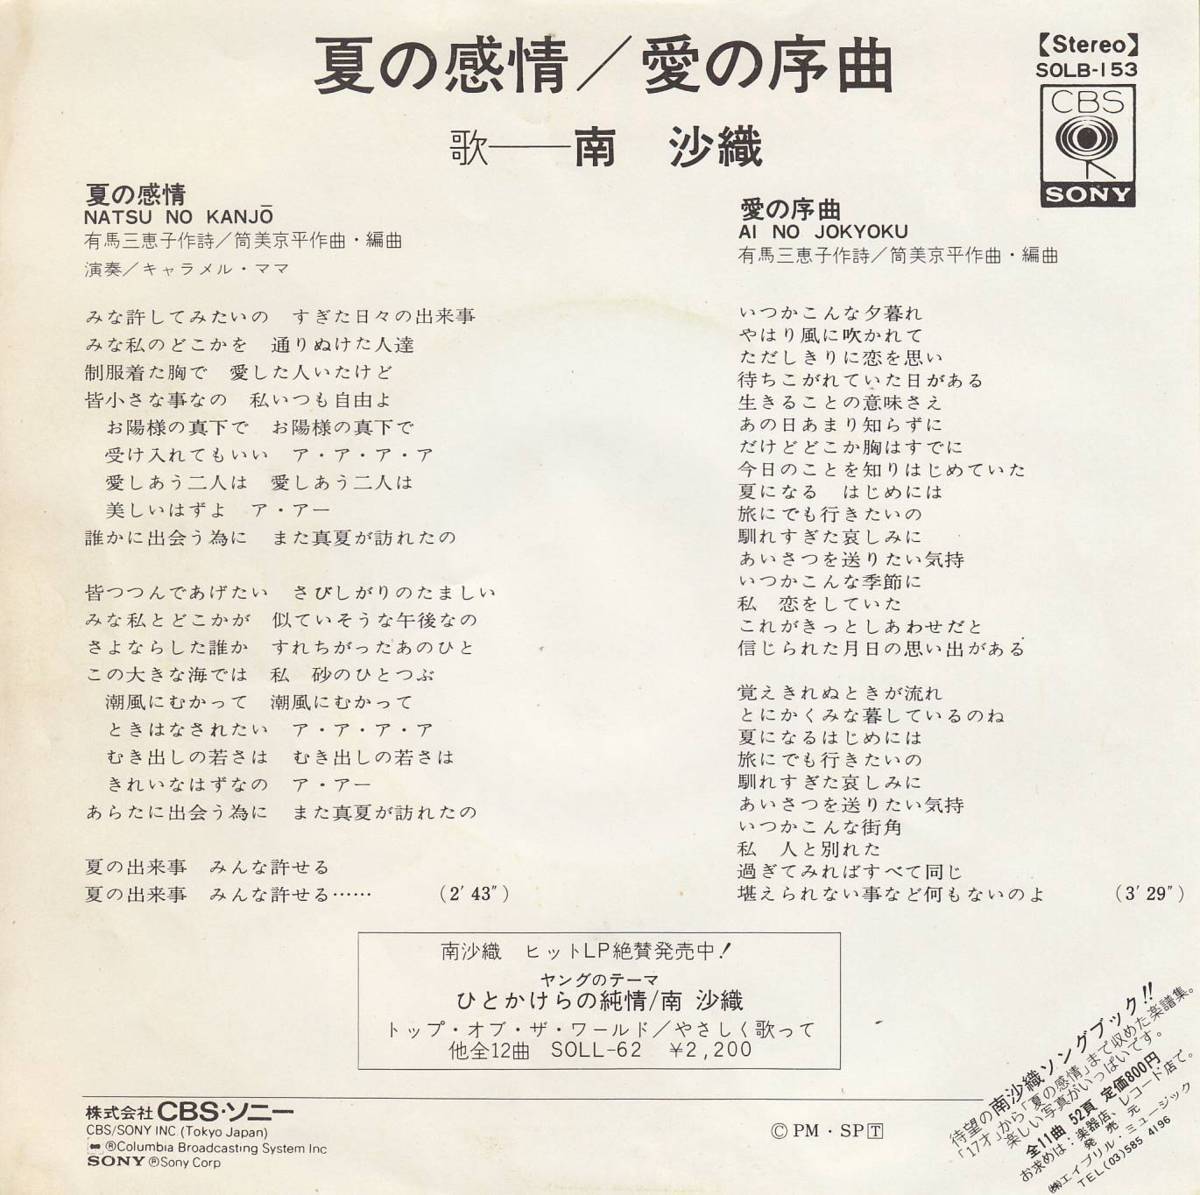 夏の感情／愛の序曲
歌──南　沙織
【Stereo】
SOLB-153
CBS
SONY
夏の感情
NATSU NO KANJŌ
有馬三恵子作詩／筒美京平作曲・編曲
演奏／キャラメル・ママ
みな許してみたいの　すぎた日々の出来事
みな私のどこかを　通りぬけた人達
制服着た胸で　愛した人いたけど
皆小さな事なの　私いつも自由よ
お陽様の真下で　お陽様の真下で
受け入れてもいい　ア・ア・ア・ア
愛しあう二人は　愛しあう二人は
美しいはずよ　ア・アー
誰かに出会う為に　また真夏が訪れたの
皆つつんであげたい　さびしがりのたましい
みな私とどこかが　似ていそうな午後なの
さよならした誰か　すれちがったあのひと
この大きな海では　私　砂のひとつぶ
潮風にむかって　潮風にむかって
ときはなされたい　ア・ア・ア・ア
むき出しの若さは　むき出しの若さは
きれいなはずなの　ア・アー
あらたに出会う為に　また真夏が訪れたの
夏の出来事　みんな許せる
夏の出来事　みんな許せる……　（2′43″）
愛の序曲
AI NO JOKYOKU
有馬三恵子作詩／筒美京平作曲・編曲
いつかこんな夕暮れ
やはり風に吹かれて
ただしきりに恋を思い
待ちこがれていた日がある
生きることの意味さえ
あの日あまり知らずに
だけどどこか胸はすでに
今日のことを知りはじめていた
夏になる　はじめには
旅にでも行きたいの
馴れすぎた哀しみに
あいさつを送りたい気持
いつかこんな季節に
私　恋をしていた
これがきっとしあわせだと
信じられた月日の思い出がある
覚えきれぬときが流れ
とにかくみな暮しているのね
夏になるはじめには
旅にでも行きたいの
馴れすぎた哀しみに
あいさつを送りたい気持
いつかこんな街角
私　人と別れた
過ぎてみればすべて同じ
堪えられない事など何もないのよ　（3′29″）
南沙織　ヒットLP絶賛発売中！
ヤングのテーマ
ひとかけらの純情/南 沙織
トップ・オブ・ザ・ワールド／やさしく歌って
他全12曲　SOLL-62　¥2,200
株式会社 CBS・ソニー
CBS/SONY INC.(Tokyo Japan)
®Columbia Broadcasting System Inc
SONY ®Sony Corp
©PM・SP🅃
待望の南沙織ソングブック!!
「17才」から「夏の感情」まで収めた楽譜集。
楽しい写真がいっぱいです。
全11曲 52頁 定価800円
お求めは：楽器店、レコード店で。
発売元
㈱エイプリル・ミュージック
TEL(03)585 4196